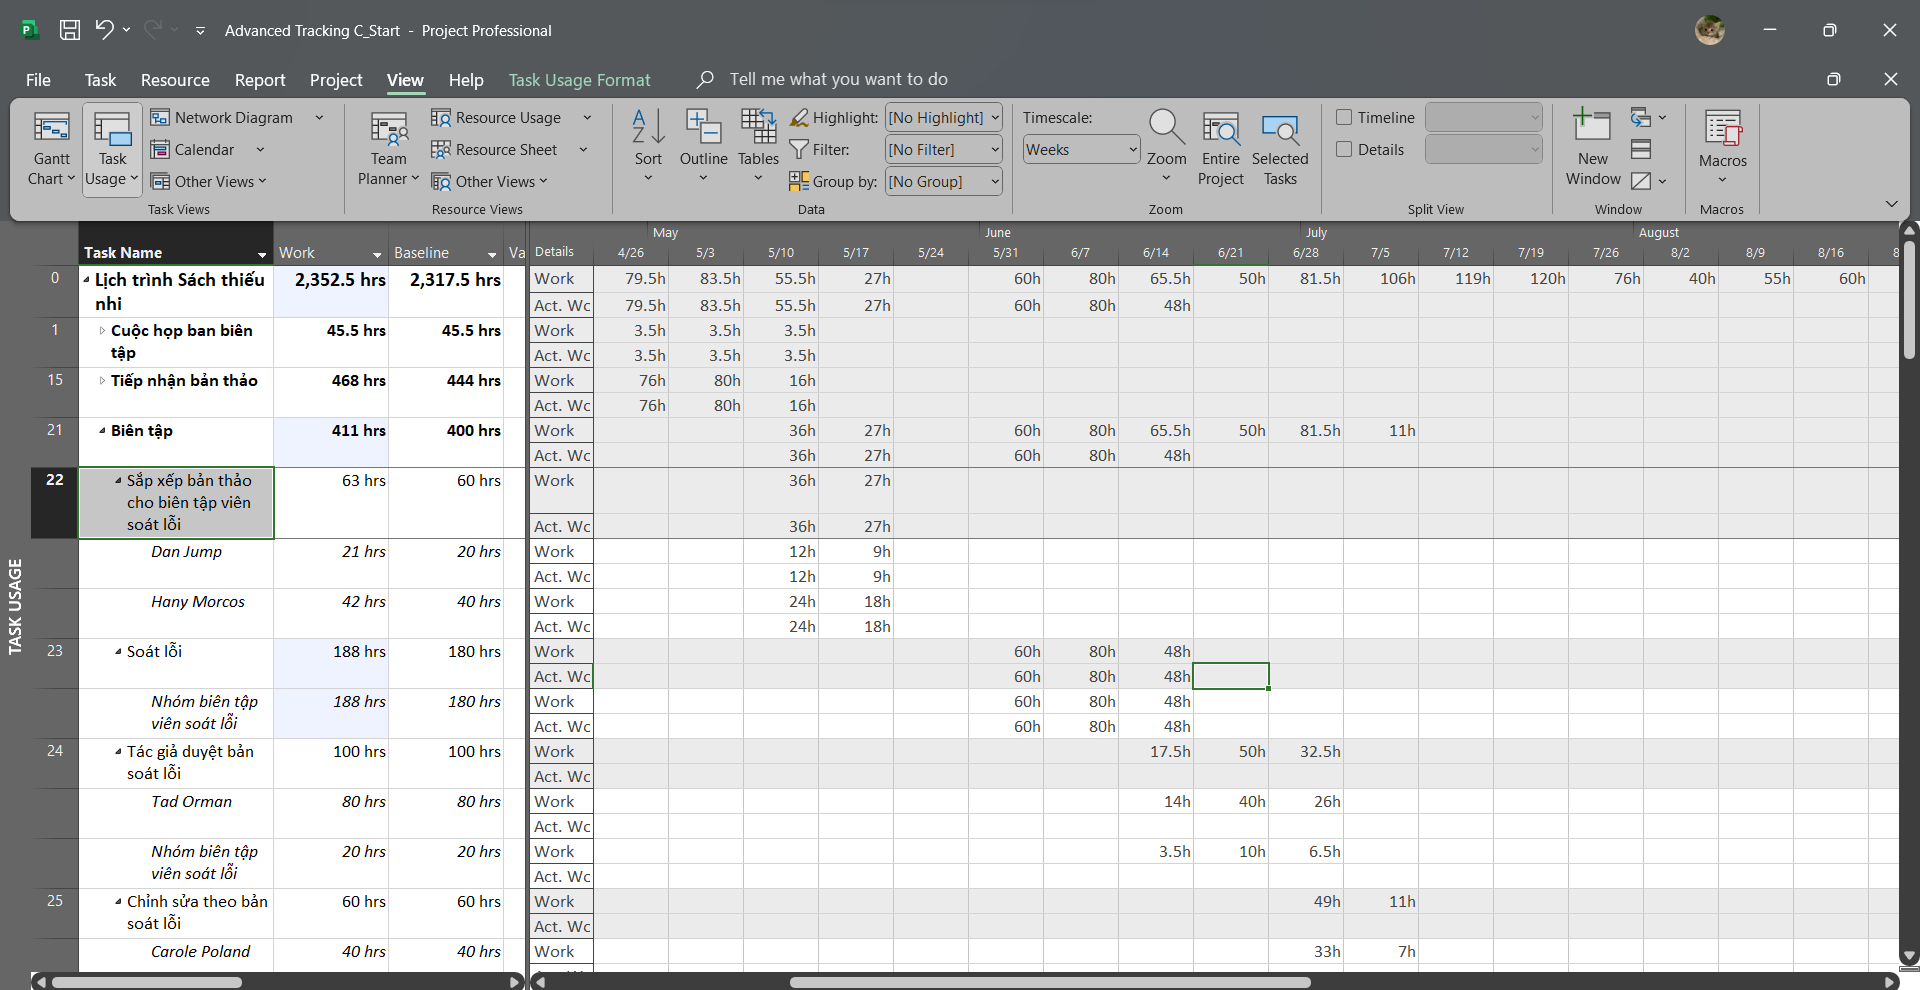 Advanced Tracking C_Start - Project Professional
File Task Resource Report Project View Help Task Usage Format Tell me what you want to do
Gantt Chart
Task Usage
Network Diagram
Calendar
Other Views
Task Views
Team Planner
Resource Usage
Resource Sheet
Other Views
Resource Views
Sort
Outline
Tables
Highlight: [No Highlight]
Filter: [No Filter]
Group by: [No Group]
Data
Timescale:
Weeks
Zoom
Entire Project
Selected Tasks
Zoom
Timeline
Details
Split View
New Window
Window
Macros
Macros
TASK USAGE
May June July August
Task Name Work Baseline Va Details 4/26 5/3 5/10 5/17 5/24 5/31 6/7 6/14 6/21 6/28 7/5 7/12 7/19 7/26 8/2 8/9 8/16 8
0 Lịch trình Sách thiếu 2,352.5 hrs 2,317.5 hrs Work 79.5h 83.5h 55.5h 27h 60h 80h 65.5h 50h 81.5h 106h 119h 120h 76h 40h 55h 60h
nhi Act. Wc 79.5h 83.5h 55.5h 27h 60h 80h 48h
1 Cuộc họp ban biên 45.5 hrs 45.5 hrs Work 3.5h 3.5h 3.5h
tập Act. Wc 3.5h 3.5h 3.5h
15 Tiếp nhận bản thảo 468 hrs 444 hrs Work 76h 80h 16h
Act. Wc 76h 80h 16h
21 Biên tập 411 hrs 400 hrs Work 36h 27h 60h 80h 65.5h 50h 81.5h 11h
Act. Wc 36h 27h 60h 80h 48h
22 Sắp xếp bản thảo 63 hrs 60 hrs Work 36h 27h
cho biên tập viên
soát lỗi Act. Wc 36h 27h
Dan Jump 21 hrs 20 hrs Work 12h 9h
Act. Wc 12h 9h
Hany Morcos 42 hrs 40 hrs Work 24h 18h
Act. Wc 24h 18h
23 Soát lỗi 188 hrs 180 hrs Work 60h 80h 48h
Act. Wc 60h 80h 48h
Nhóm biên tập 188 hrs 180 hrs Work 60h 80h 48h
viên soát lỗi Act. Wc 60h 80h 48h
24 Tác giả duyệt bản 100 hrs 100 hrs Work 17.5h 50h 32.5h
soát lỗi Act. Wc
Tad Orman 80 hrs 80 hrs Work 14h 40h 26h
Act. Wc
Nhóm biên tập 20 hrs 20 hrs Work 3.5h 10h 6.5h
viên soát lỗi Act. Wc
25 Chỉnh sửa theo bản 60 hrs 60 hrs Work 49h 11h
soát lỗi Act. Wc
Carole Poland 40 hrs 40 hrs Work 33h 7h